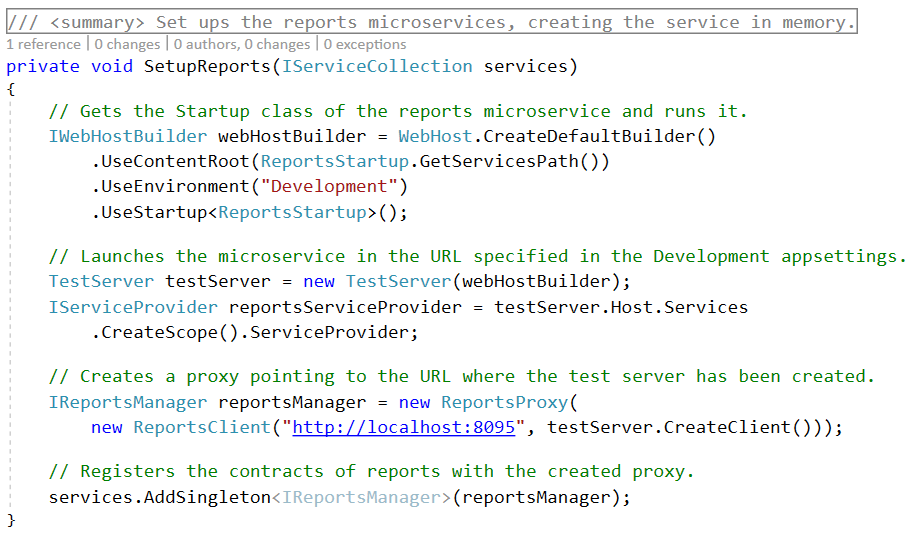 /// <summary> Set ups the reports microservices, creating the service in memory.
1 reference | 0 changes | 0 authors, 0 changes | 0 exceptions
private void SetupReports(IServiceCollection services)
{
    // Gets the Startup class of the reports microservice and runs it.
    IWebHostBuilder webHostBuilder = WebHost.CreateDefaultBuilder()
        .UseContentRoot(ReportsStartup.GetServicesPath())
        .UseEnvironment("Development")
        .UseStartup<ReportsStartup>();
    // Launches the microservice in the URL specified in the Development appsettings.
    TestServer testServer = new TestServer(webHostBuilder);
    IServiceProvider reportsServiceProvider = testServer.Host.Services
        .CreateScope().ServiceProvider;
    // Creates a proxy pointing to the URL where the test server has been created.
    IReportsManager reportsManager = new ReportsProxy(
        new ReportsClient("http://localhost:8095", testServer.CreateClient()));
    // Registers the contracts of reports with the created proxy.
    services.AddSingleton<IReportsManager>(reportsManager);
}